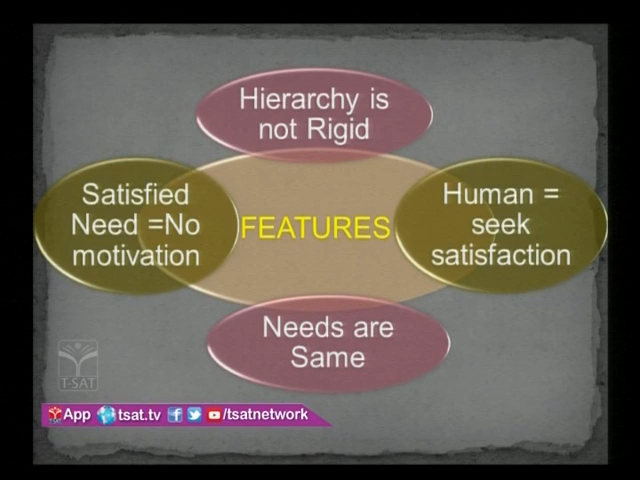 Hierarchy is
not Rigid
Satisfied
Need =No
motivation
FEATURES
Human =
seek
satisfaction
Needs are
Same
T-SAT
App tsat.tv /tsatnetwork